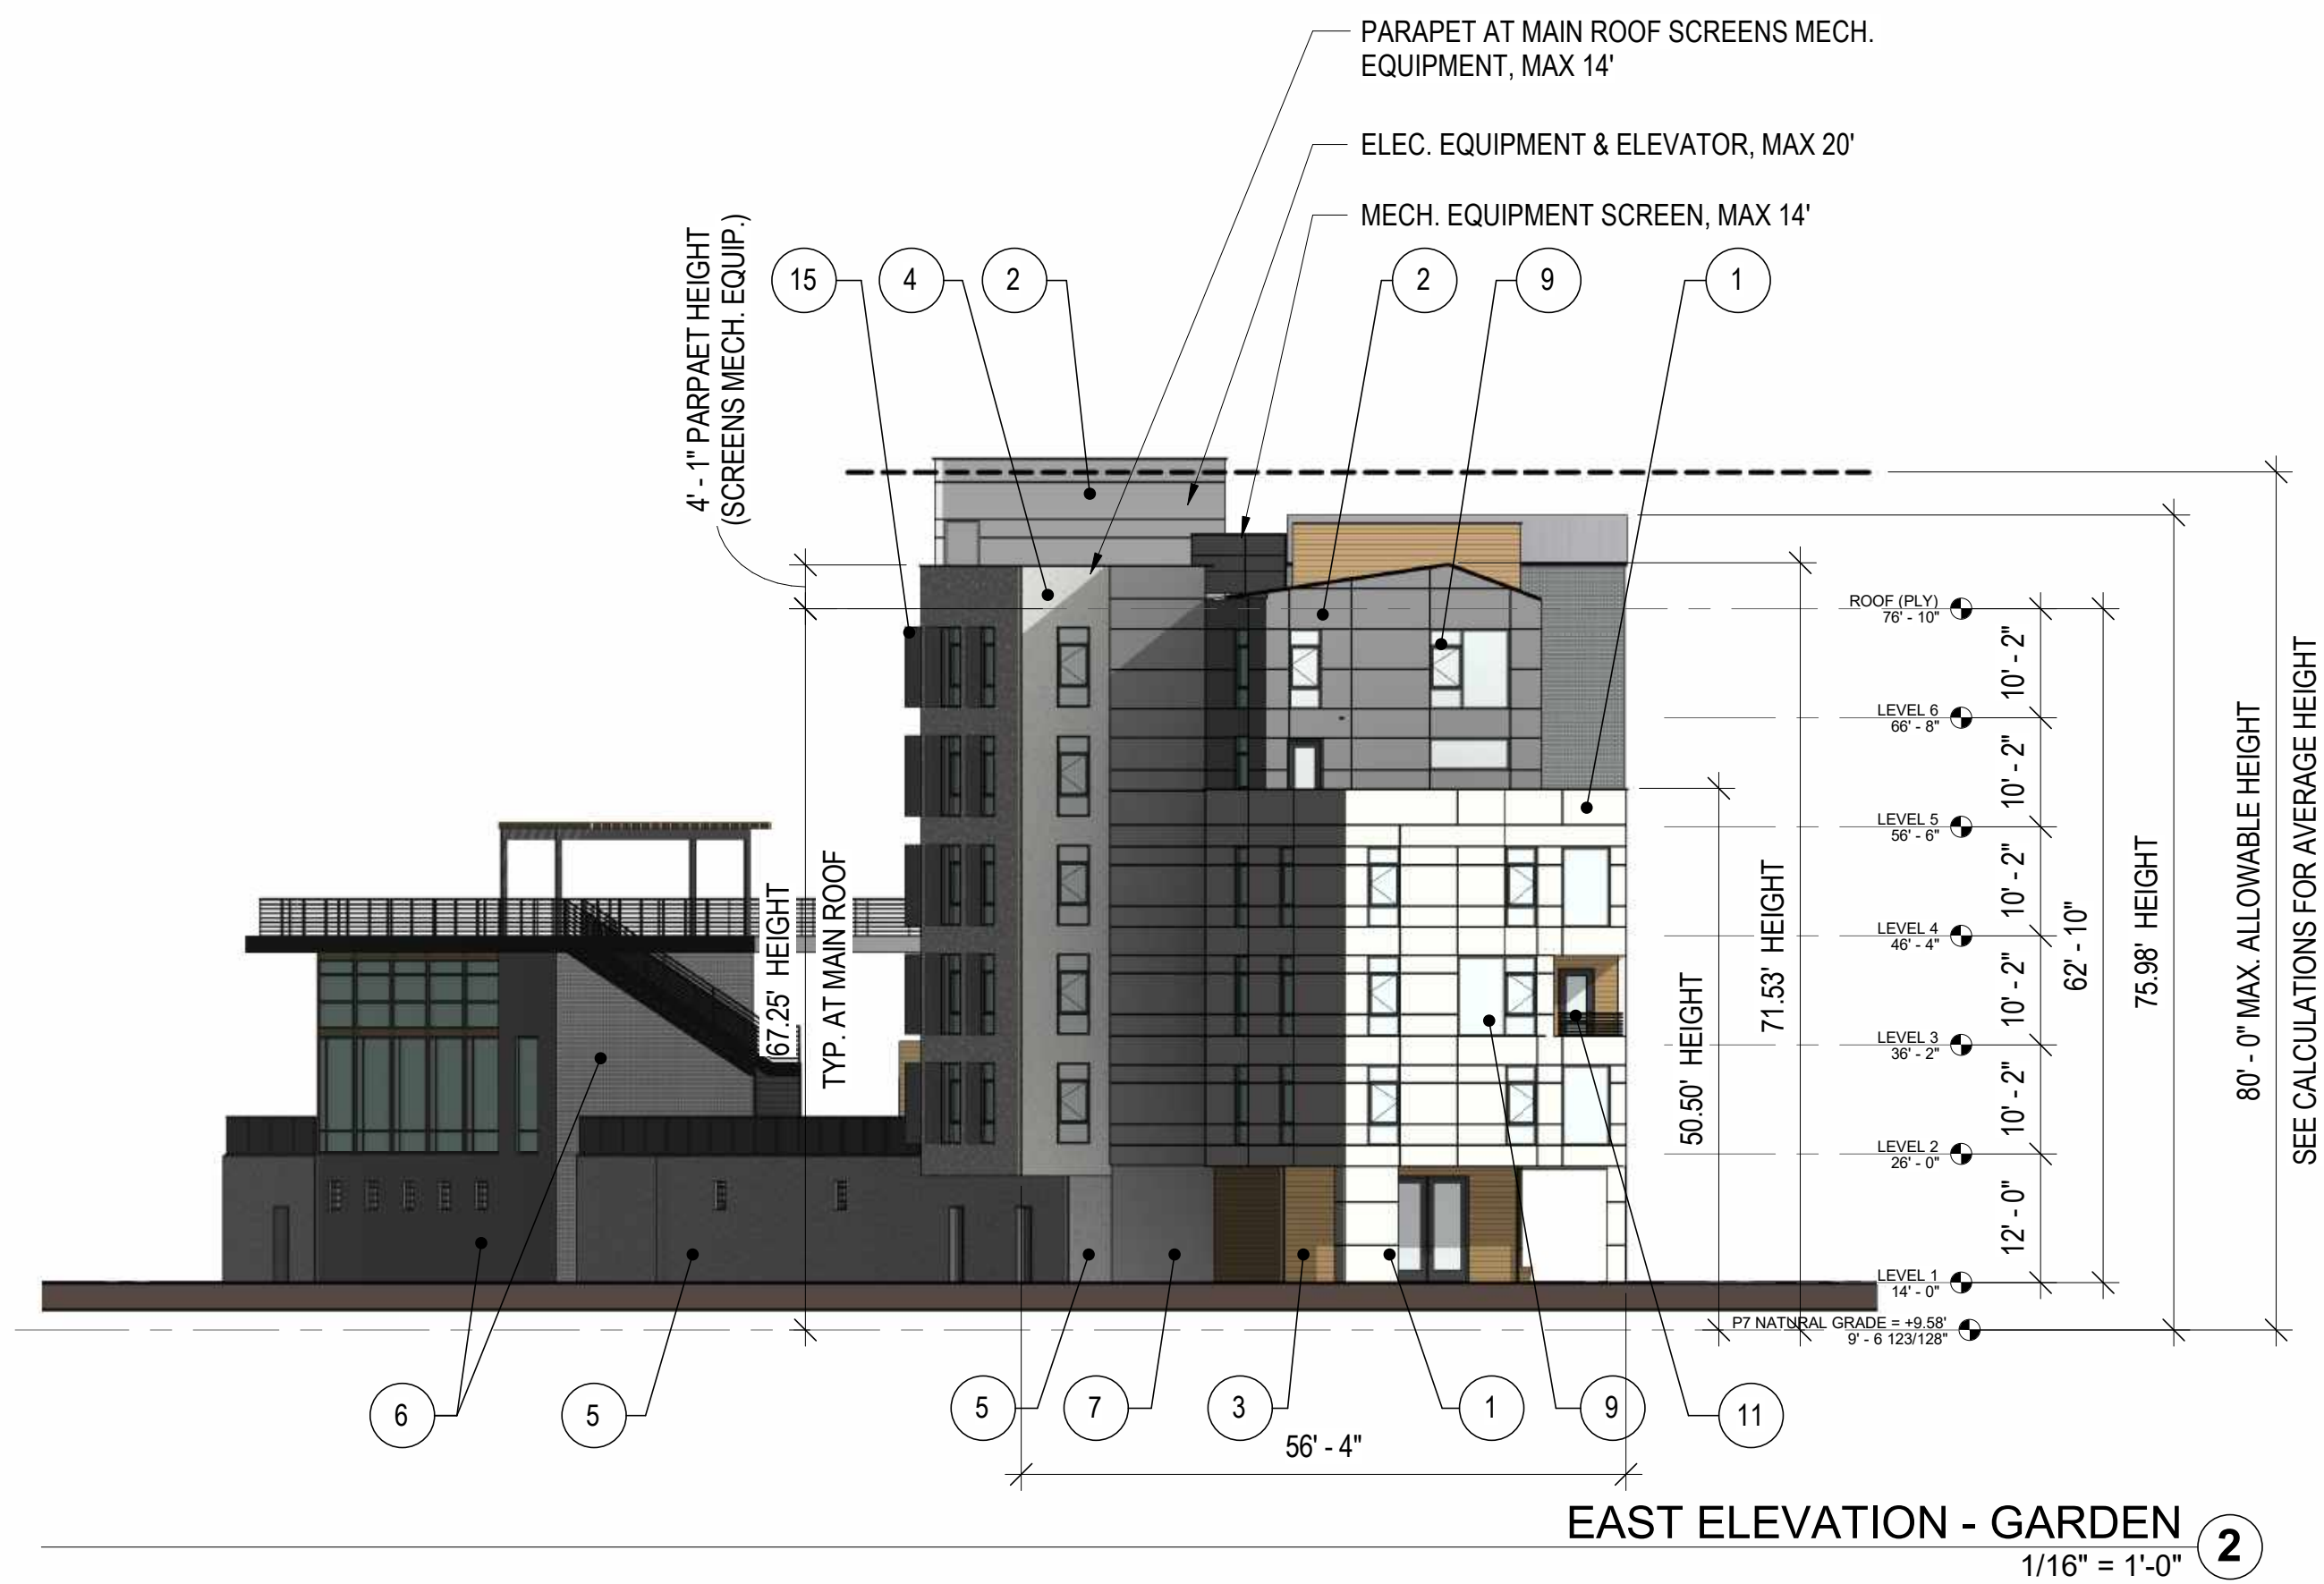 PARAPET AT MAIN ROOF SCREENS MECH.
EQUIPMENT, MAX 14'
ELEC. EQUIPMENT & ELEVATOR, MAX 20'
MECH. EQUIPMENT SCREEN, MAX 14'
4' - 1" PARPAET HEIGHT
(SCREENS MECH. EQUIP.)
15
4
2
2
9
1
ROOF (PLY)
76' - 10"
LEVEL 6
66' - 8"
LEVEL 5
56' - 6"
LEVEL 4
46' - 4"
LEVEL 3
36' - 2"
LEVEL 2
26' - 0"
LEVEL 1
14' - 0"
P7 NATURAL GRADE = +9.58'
9' - 6 123/128"
10' - 2"
10' - 2"
10' - 2"
10' - 2"
10' - 2"
12' - 0"
62' - 10"
67.25' HEIGHT
TYP. AT MAIN ROOF
50.50' HEIGHT
71.53' HEIGHT
75.98' HEIGHT
80' - 0" MAX. ALLOWABLE HEIGHT
SEE CALCULATIONS FOR AVERAGE HEIGHT
6
5
5
7
3
1
9
11
56' - 4"
EAST ELEVATION - GARDEN
2
1/16" = 1'-0"